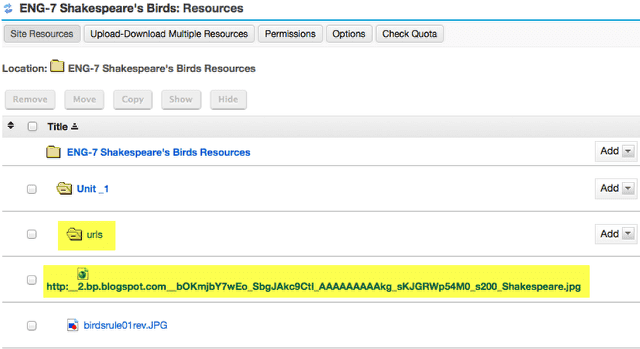 ENG-7 Shakespeare's Birds: Resources
Site Resources Upload-Download Multiple Resources Permissions Options Check Quota
Location: ENG-7 Shakespeare's Birds Resources
Remove Move Copy Show Hide
Title
ENG-7 Shakespeare's Birds Resources Add
Unit _1 Add
urls Add
http:__2.bp.blogspot.com__bOKmjbY7wEo_SbgJAkc9CtI_AAAAAAAAAkg_sKJGRWp54M0_s200_Shakespeare.jpg
birdsrule01rev.JPG